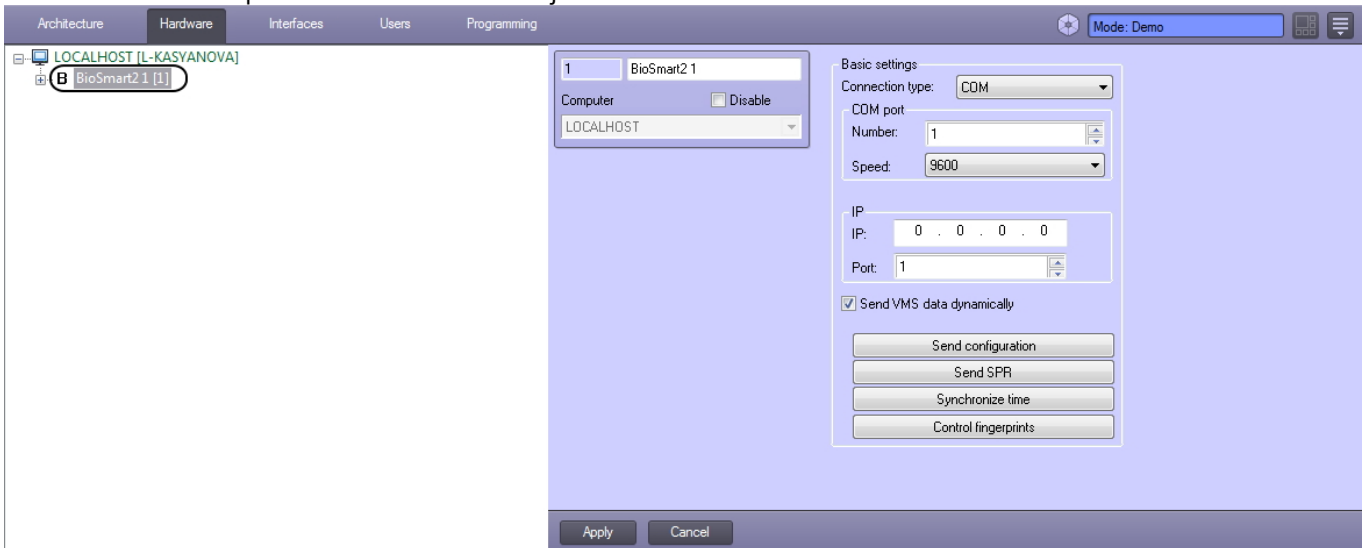 Architecture Hardware Interfaces Users Programming Mode: Demo
LOCALHOST [L-KASYANOVA]
B BioSmart2 1 [1]
1 BioSmart2 1
Computer Disable
LOCALHOST
Basic settings
Connection type: COM
COM port
Number: 1
Speed: 9600
IP
IP: 0 . 0 . 0 . 0
Port: 1
Send VMS data dynamically
Send configuration
Send SPR
Synchronize time
Control fingerprints
Apply Cancel